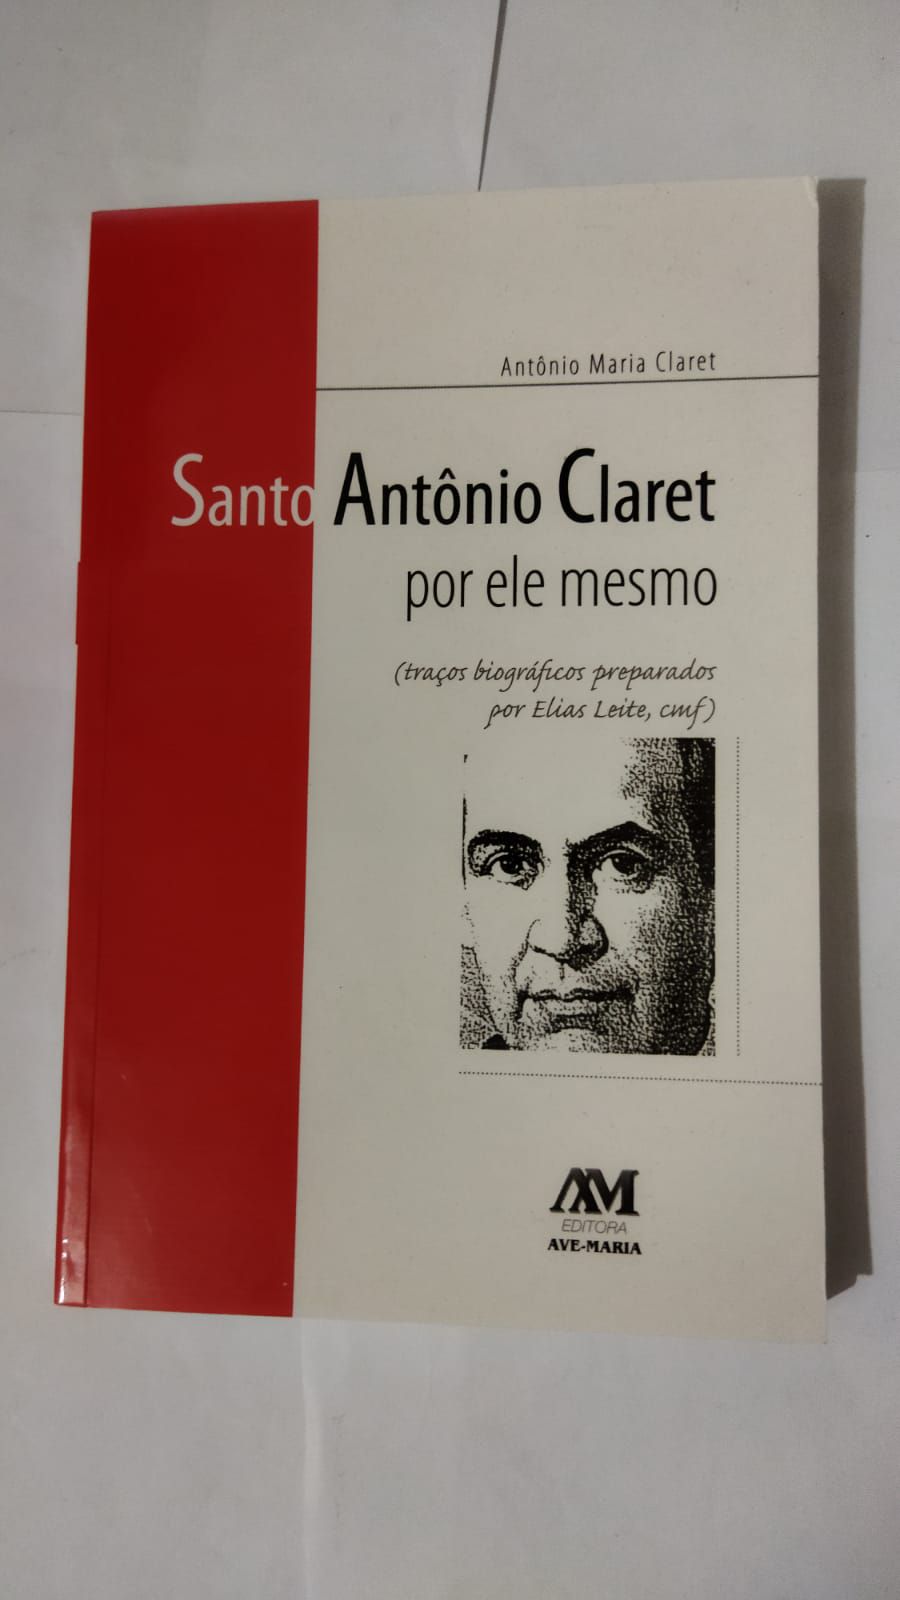 Antônio Maria Claret
Santo Antônio Claret
por ele mesmo
(traços biográficos preparados
por Elias Leite, cmf)
AM
EDITORA
AVE-MARIA